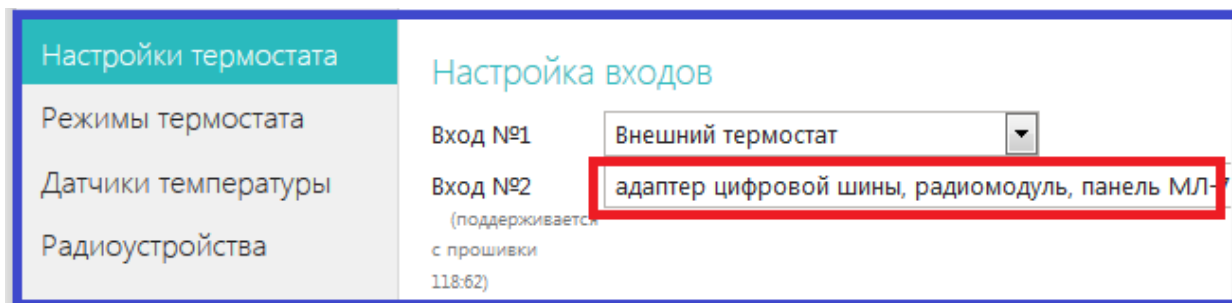 Настройки термостата
Режимы термостата
Датчики температуры
Радиоустройства
Настройка входов
Вход №1 Внешний термостат
Вход №2 адаптер цифровой шины, радиомодуль, панель МЛ-7
(поддерживается
с прошивки
118:62)